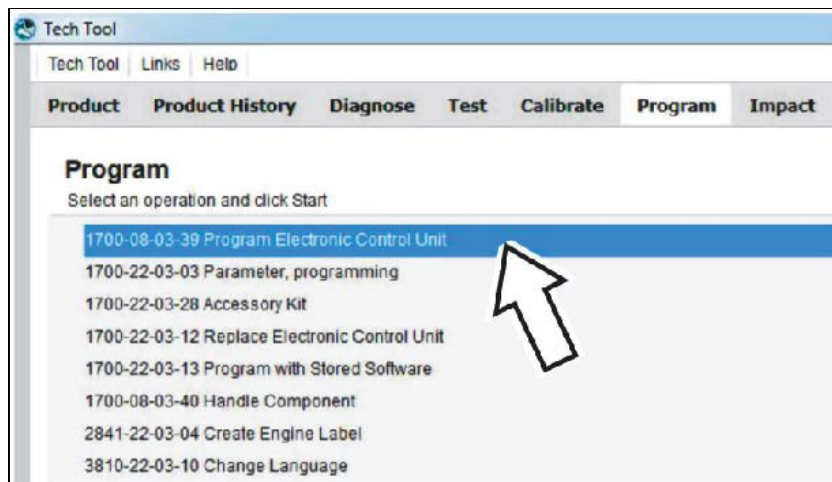 Tech Tool
Tech Tool Links Help
Product Product History Diagnose Test Calibrate Program Impact
Program
Select an operation and click Start
1700-08-03-39 Program Electronic Control Unit
1700-22-03-03 Parameter, programming
1700-22-03-28 Accessory Kit
1700-22-03-12 Replace Electronic Control Unit
1700-22-03-13 Program with Stored Software
1700-08-03-40 Handle Component
2841-22-03-04 Create Engine Label
3810-22-03-10 Change Language